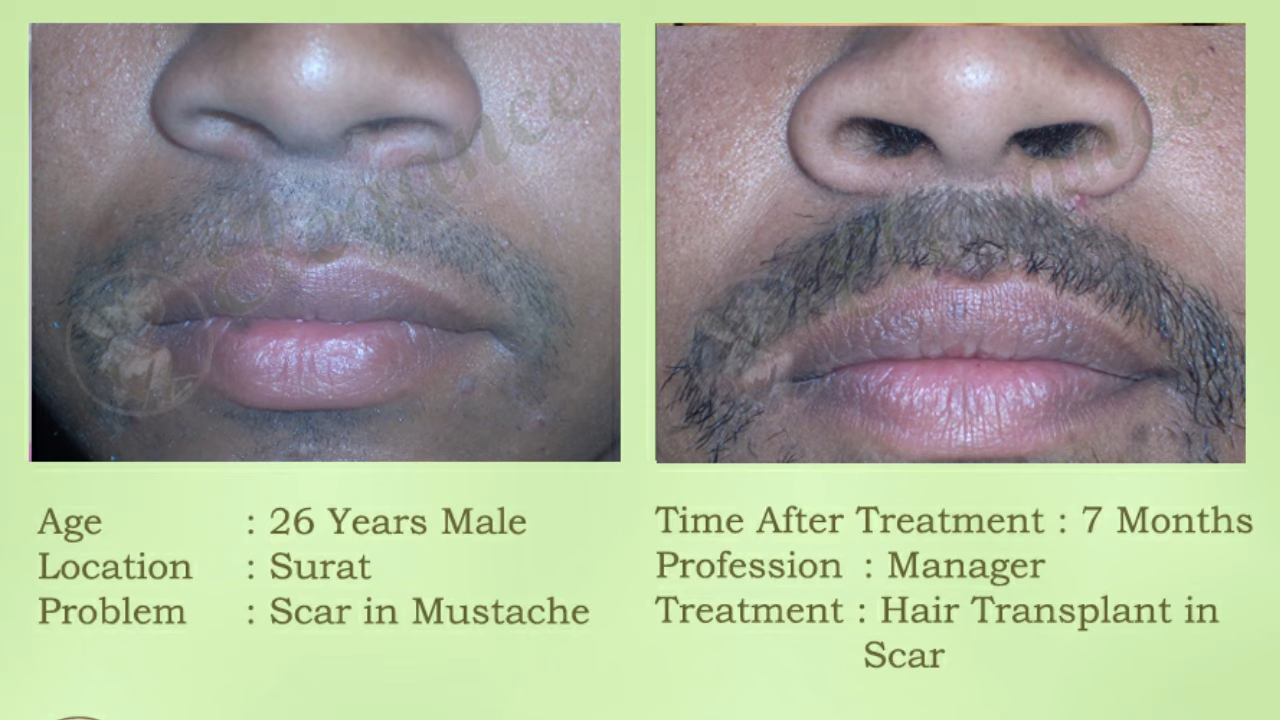 Age : 26 Years Male
Location : Surat
Problem : Scar in Mustache
Time After Treatment : 7 Months
Profession : Manager
Treatment : Hair Transplant in
Scar